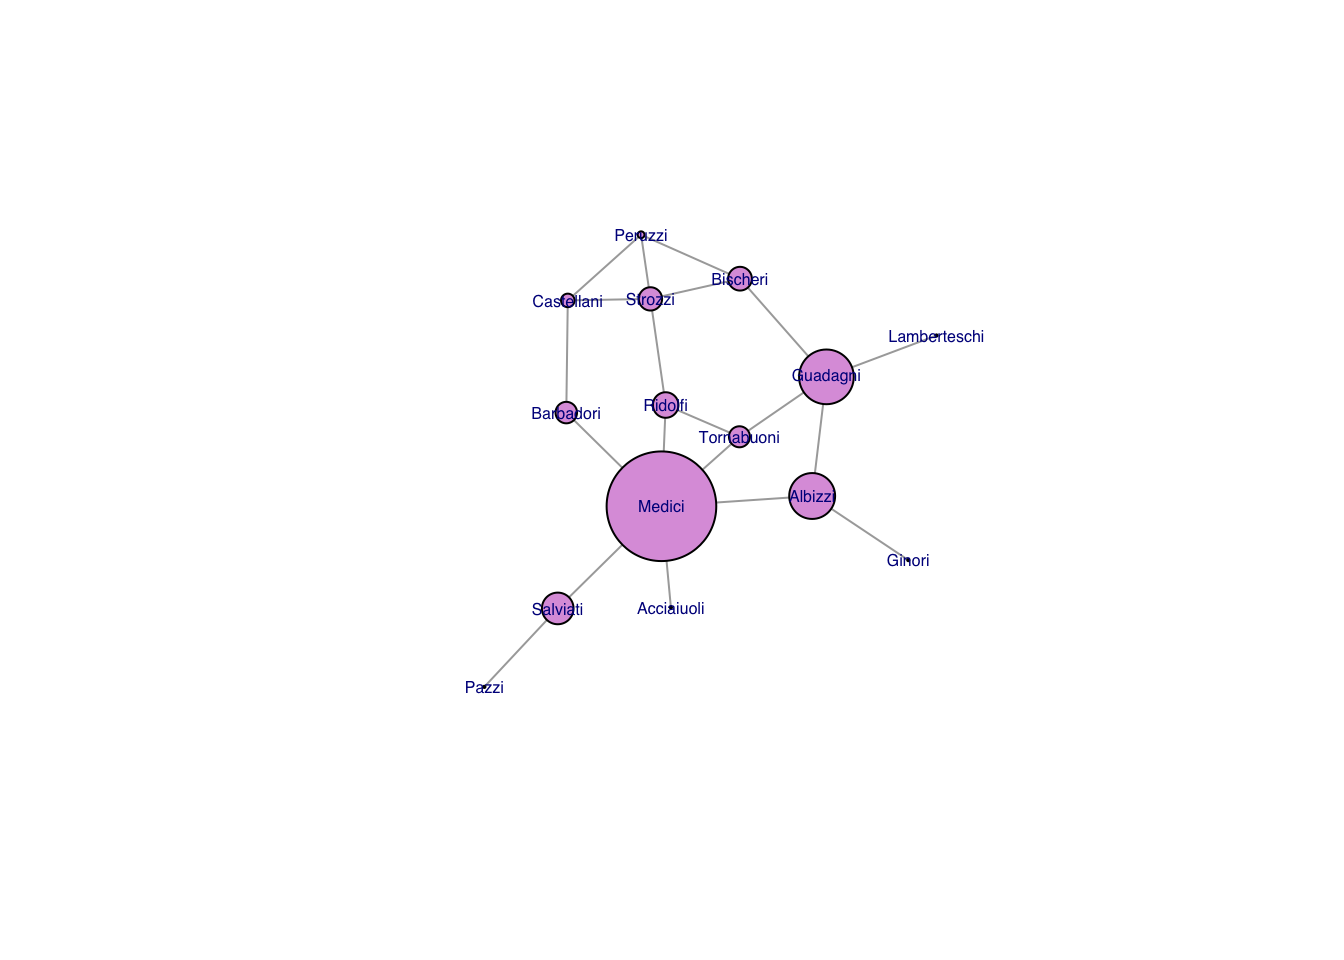 Peruzzi
Bischeri
Castellani
Strozzi
Lamberteschi
Guadagni
Ridolfi
Barbadori
Tornabuoni
Medici
Albizzi
Ginori
Salviati
Acciaiuoli
Pazzi